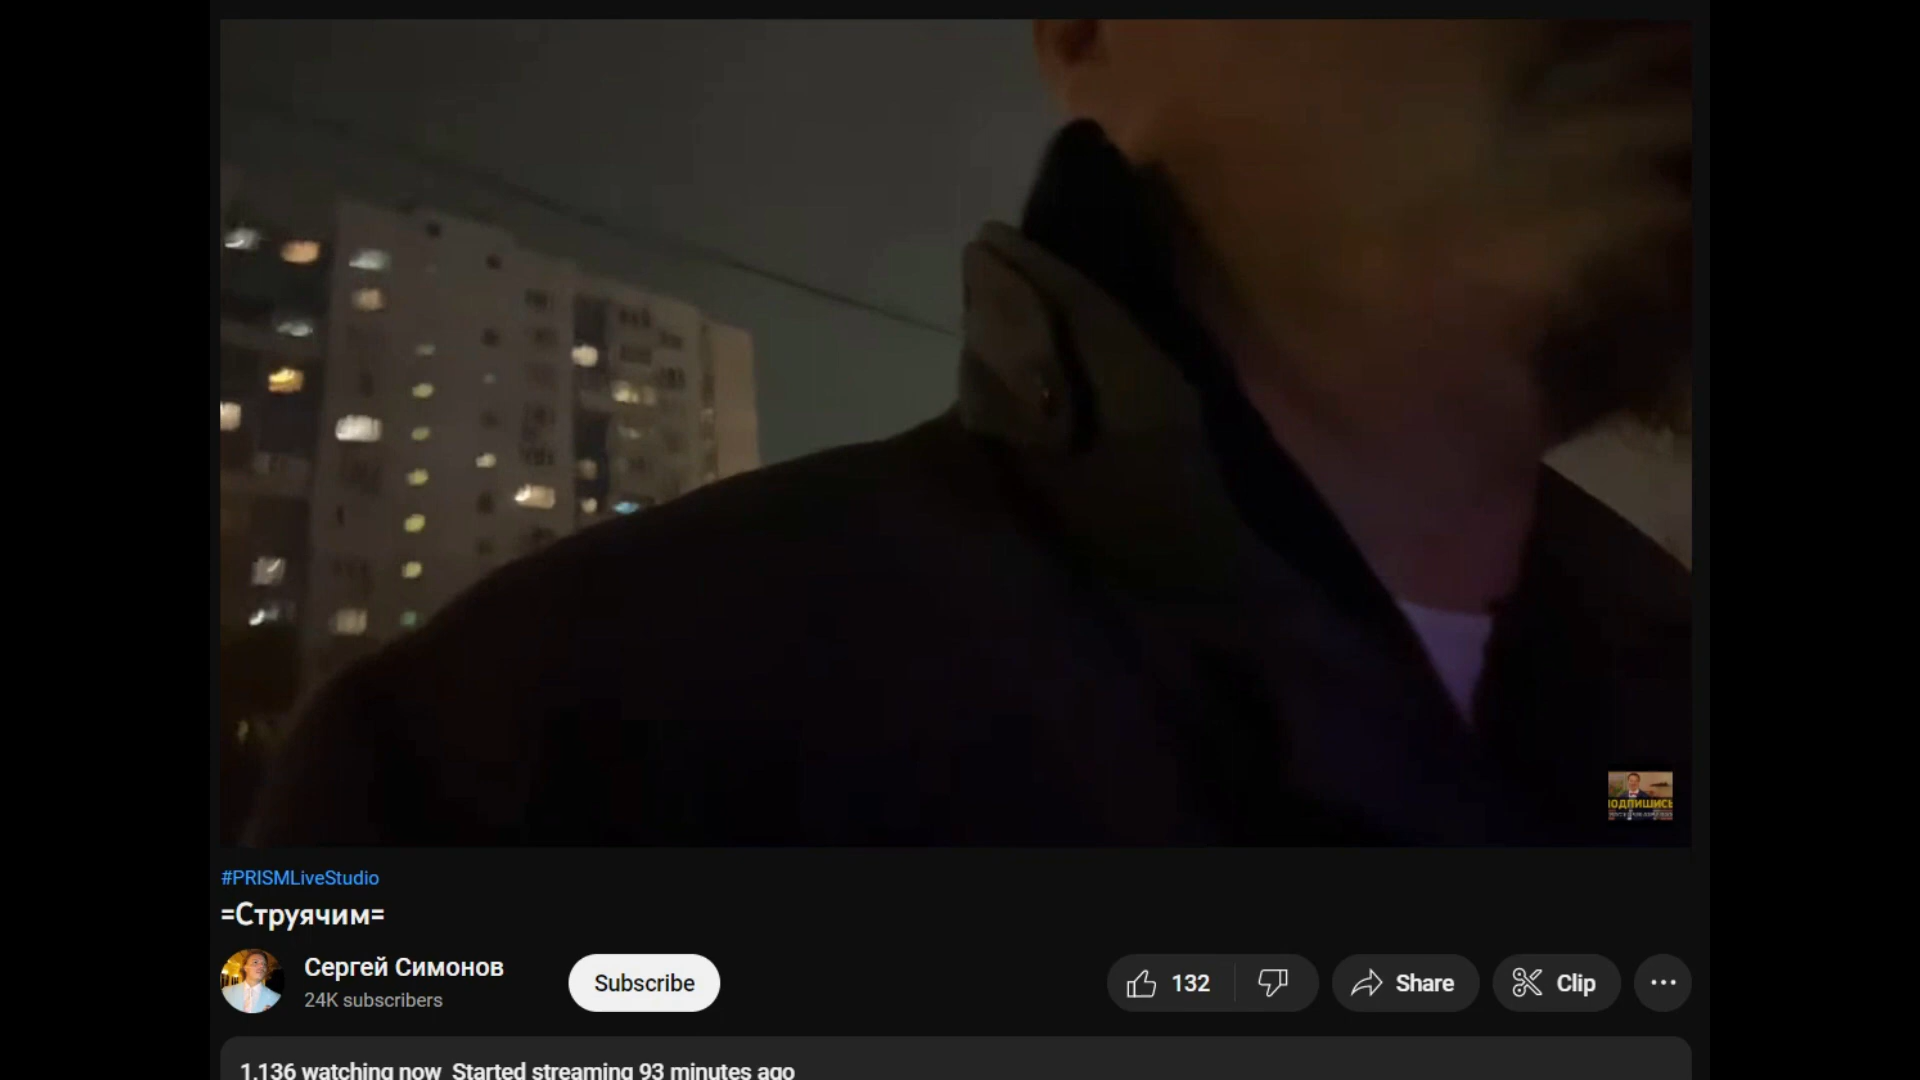 ПОДПИШИСЬ
#PRISMLiveStudio
=Струячим=
Сергей Симонов
24K subscribers
Subscribe
132
Share
Clip
1,136 watching now Started streaming 93 minutes ago